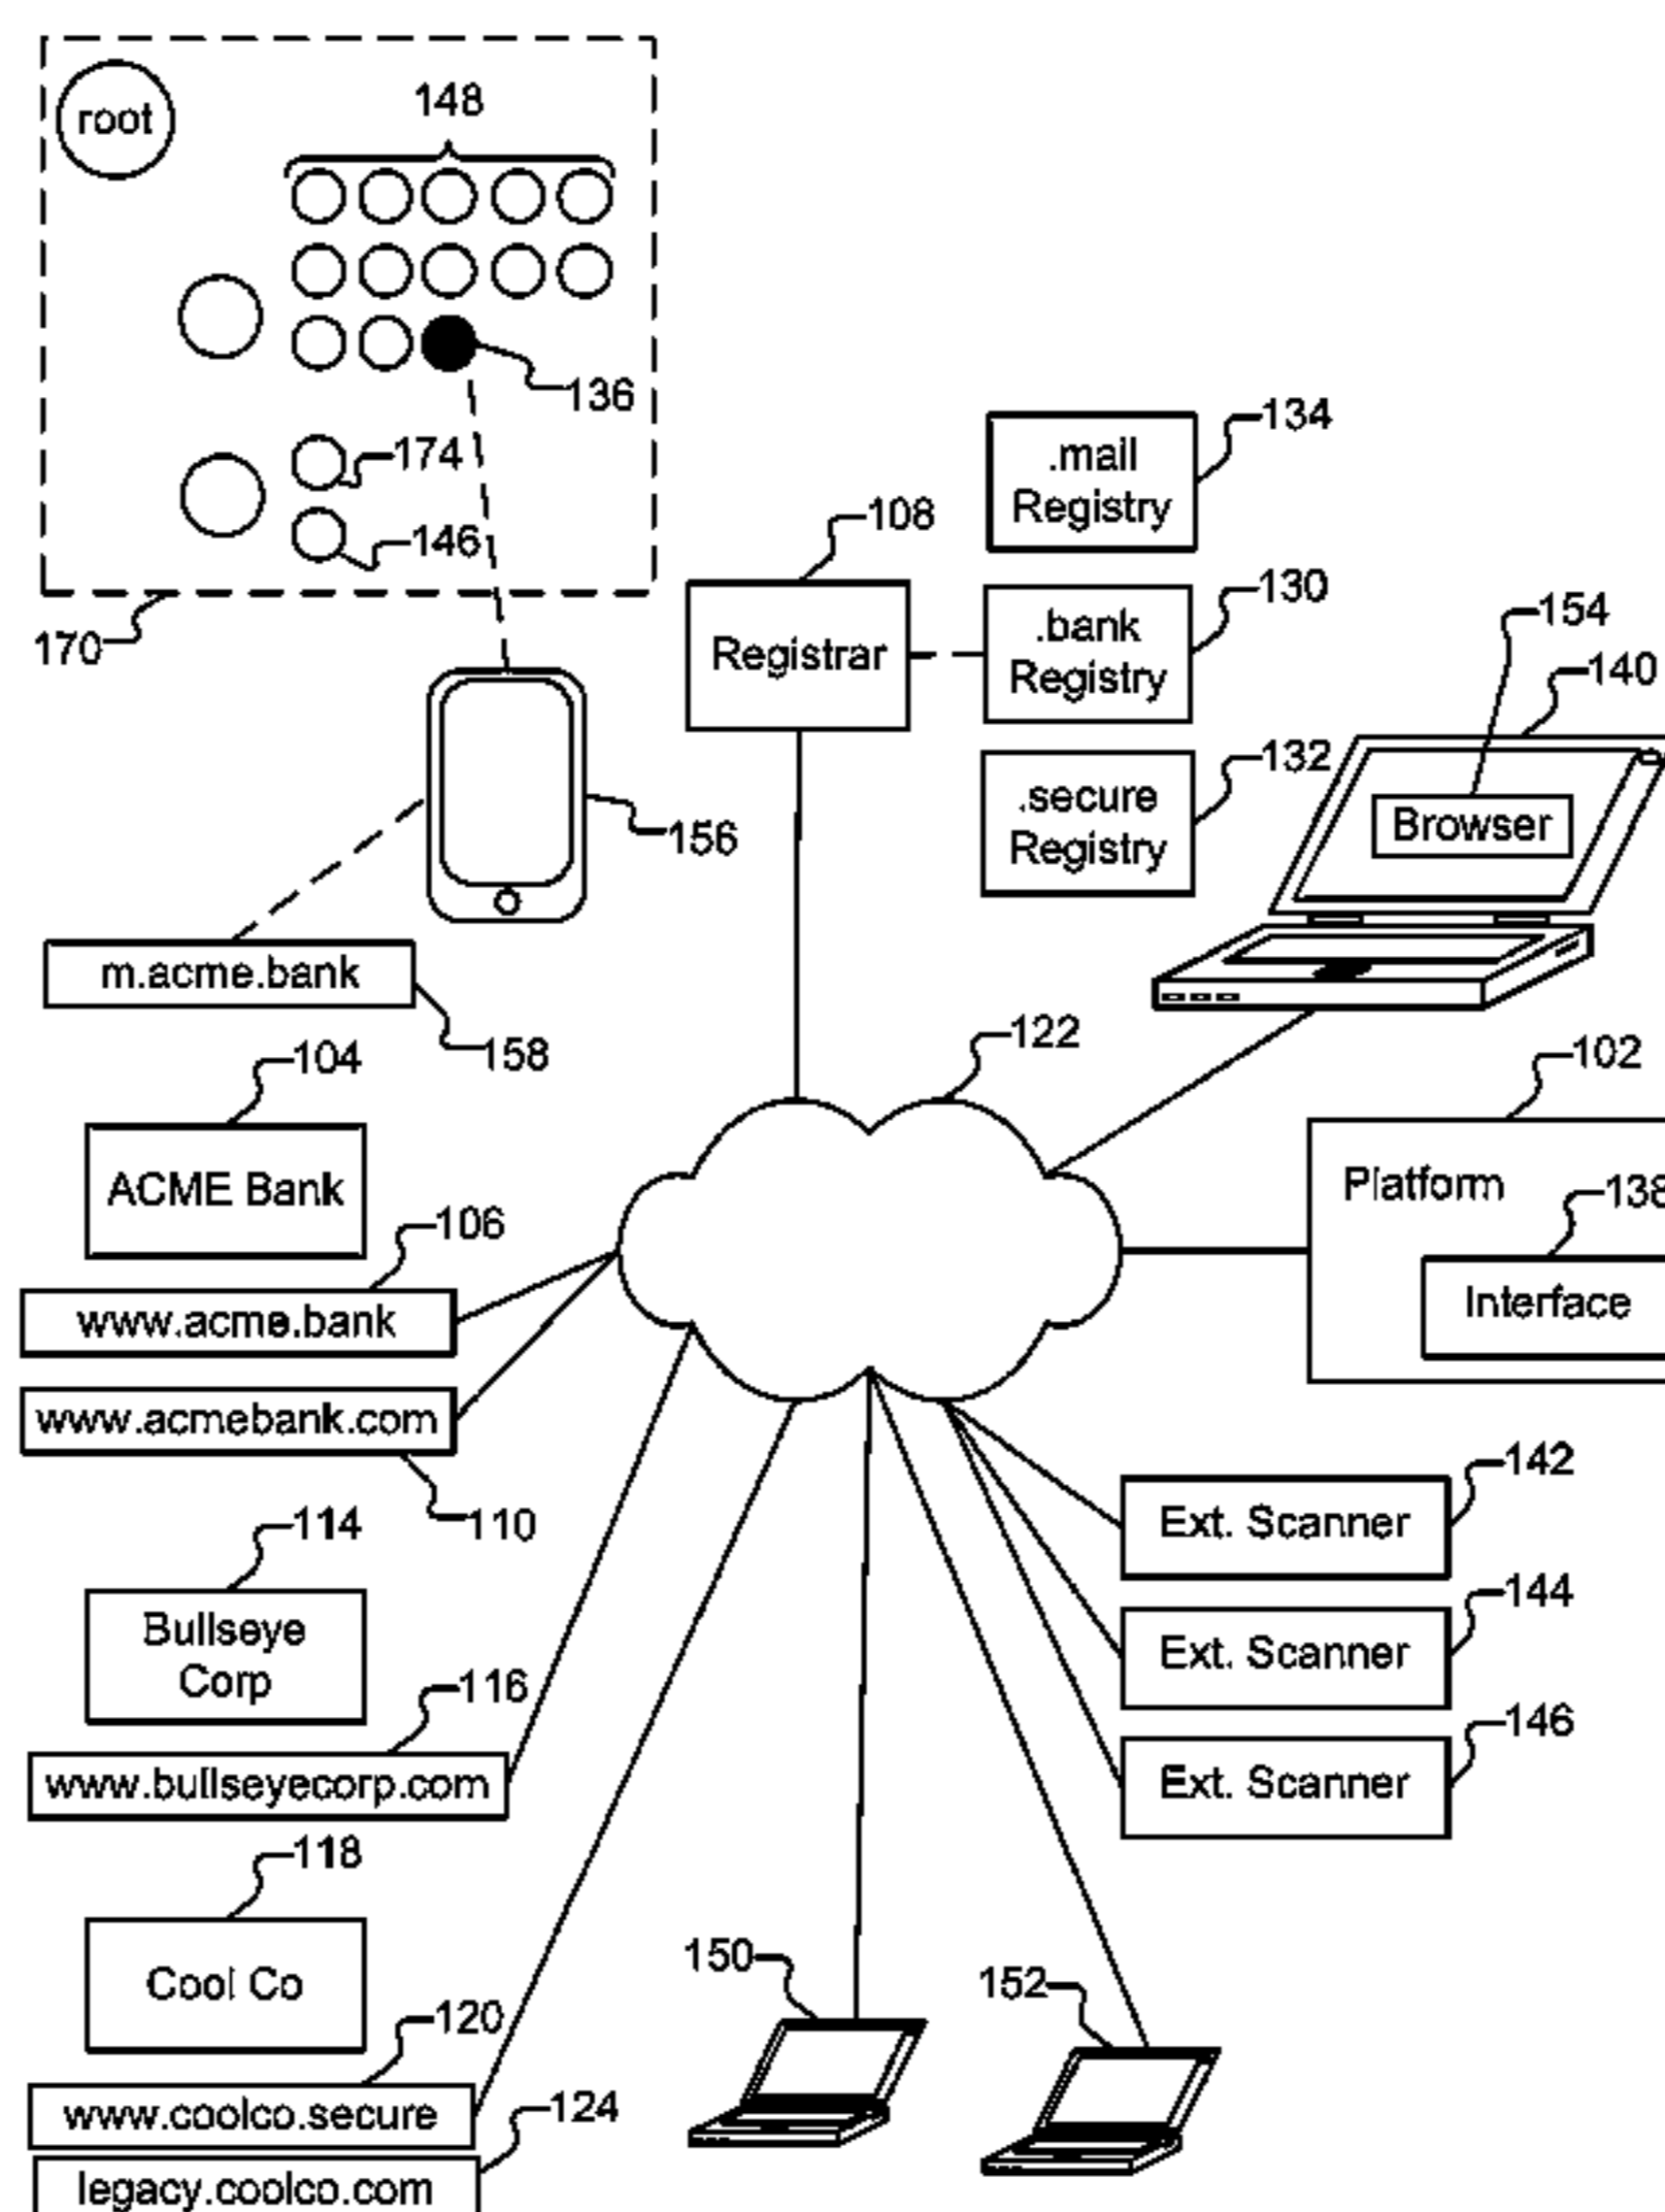 root
148
136
174
146
170
134
.mail
Registry
108
Registrar
130
.bank
Registry
132
.secure
Registry
154
140
Browser
156
m.acme.bank
158
104
ACME Bank
122
102
Platform
138
Interface
106
www.acme.bank
www.acmebank.com
110
142
Ext. Scanner
144
Ext. Scanner
146
Ext. Scanner
114
Bullseye
Corp
116
www.bullseyecorp.com
118
Cool Co
120
www.coolco.secure
124
legacy.coolco.com
150
152